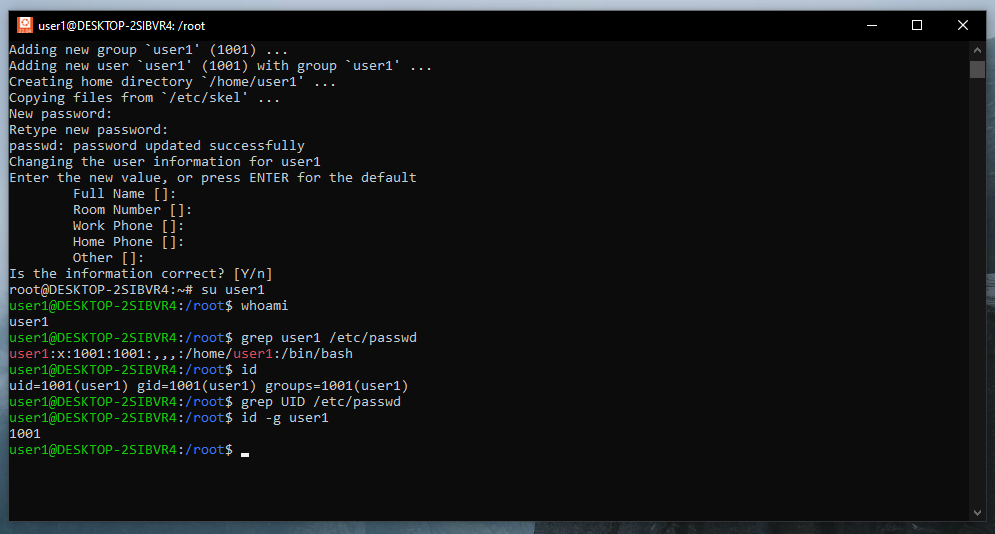 user1@DESKTOP-2SIBVR4: /root
Adding new group `user1' (1001) ...
Adding new user `user1' (1001) with group `user1' ...
Creating home directory `/home/user1' ...
Copying files from `/etc/skel' ...
New password:
Retype new password:
passwd: password updated successfully
Changing the user information for user1
Enter the new value, or press ENTER for the default
        Full Name []:
        Room Number []:
        Work Phone []:
        Home Phone []:
        Other []:
Is the information correct? [Y/n]
root@DESKTOP-2SIBVR4:~# su user1
user1@DESKTOP-2SIBVR4:/root$ whoami
user1
user1@DESKTOP-2SIBVR4:/root$ grep user1 /etc/passwd
user1:x:1001:1001:,,,:/home/user1:/bin/bash
user1@DESKTOP-2SIBVR4:/root$ id
uid=1001(user1) gid=1001(user1) groups=1001(user1)
user1@DESKTOP-2SIBVR4:/root$ grep UID /etc/passwd
user1@DESKTOP-2SIBVR4:/root$ id -g user1
1001
user1@DESKTOP-2SIBVR4:/root$